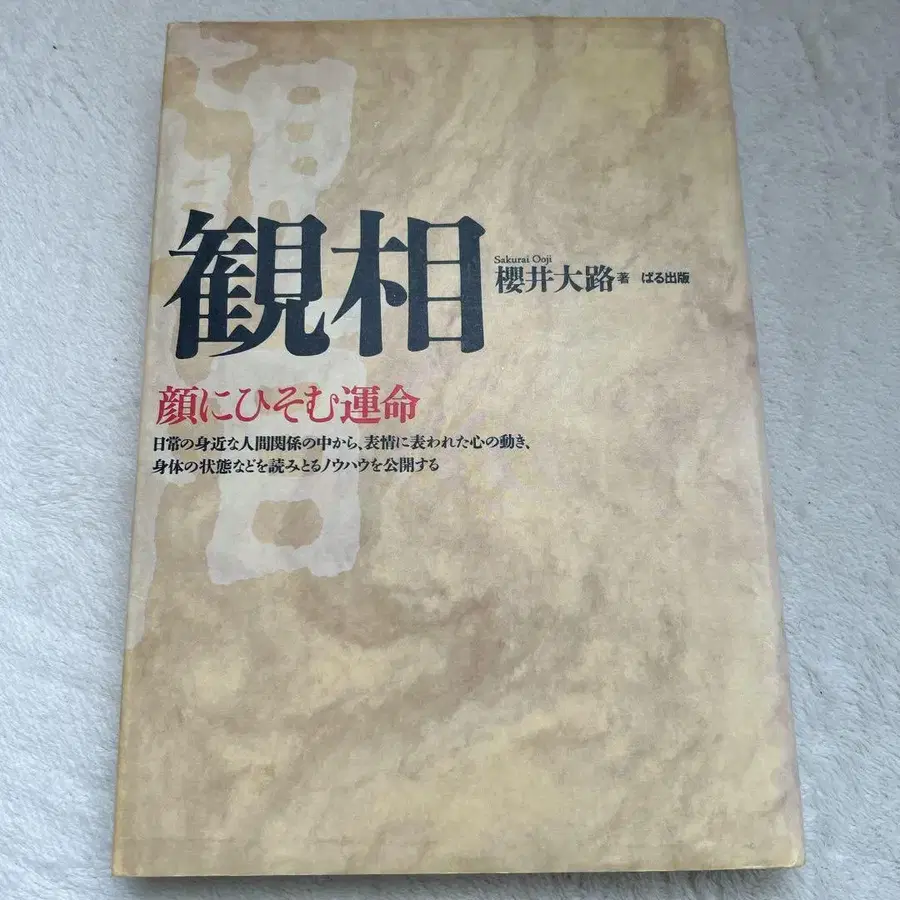 観相
Sakurai Ooji
櫻井大路著 ぱる出版
顔にひそむ運命
日常の身近な人間関係の中から、表情に表われた心の動き、
身体の状態などを読みとるノウハウを公開する